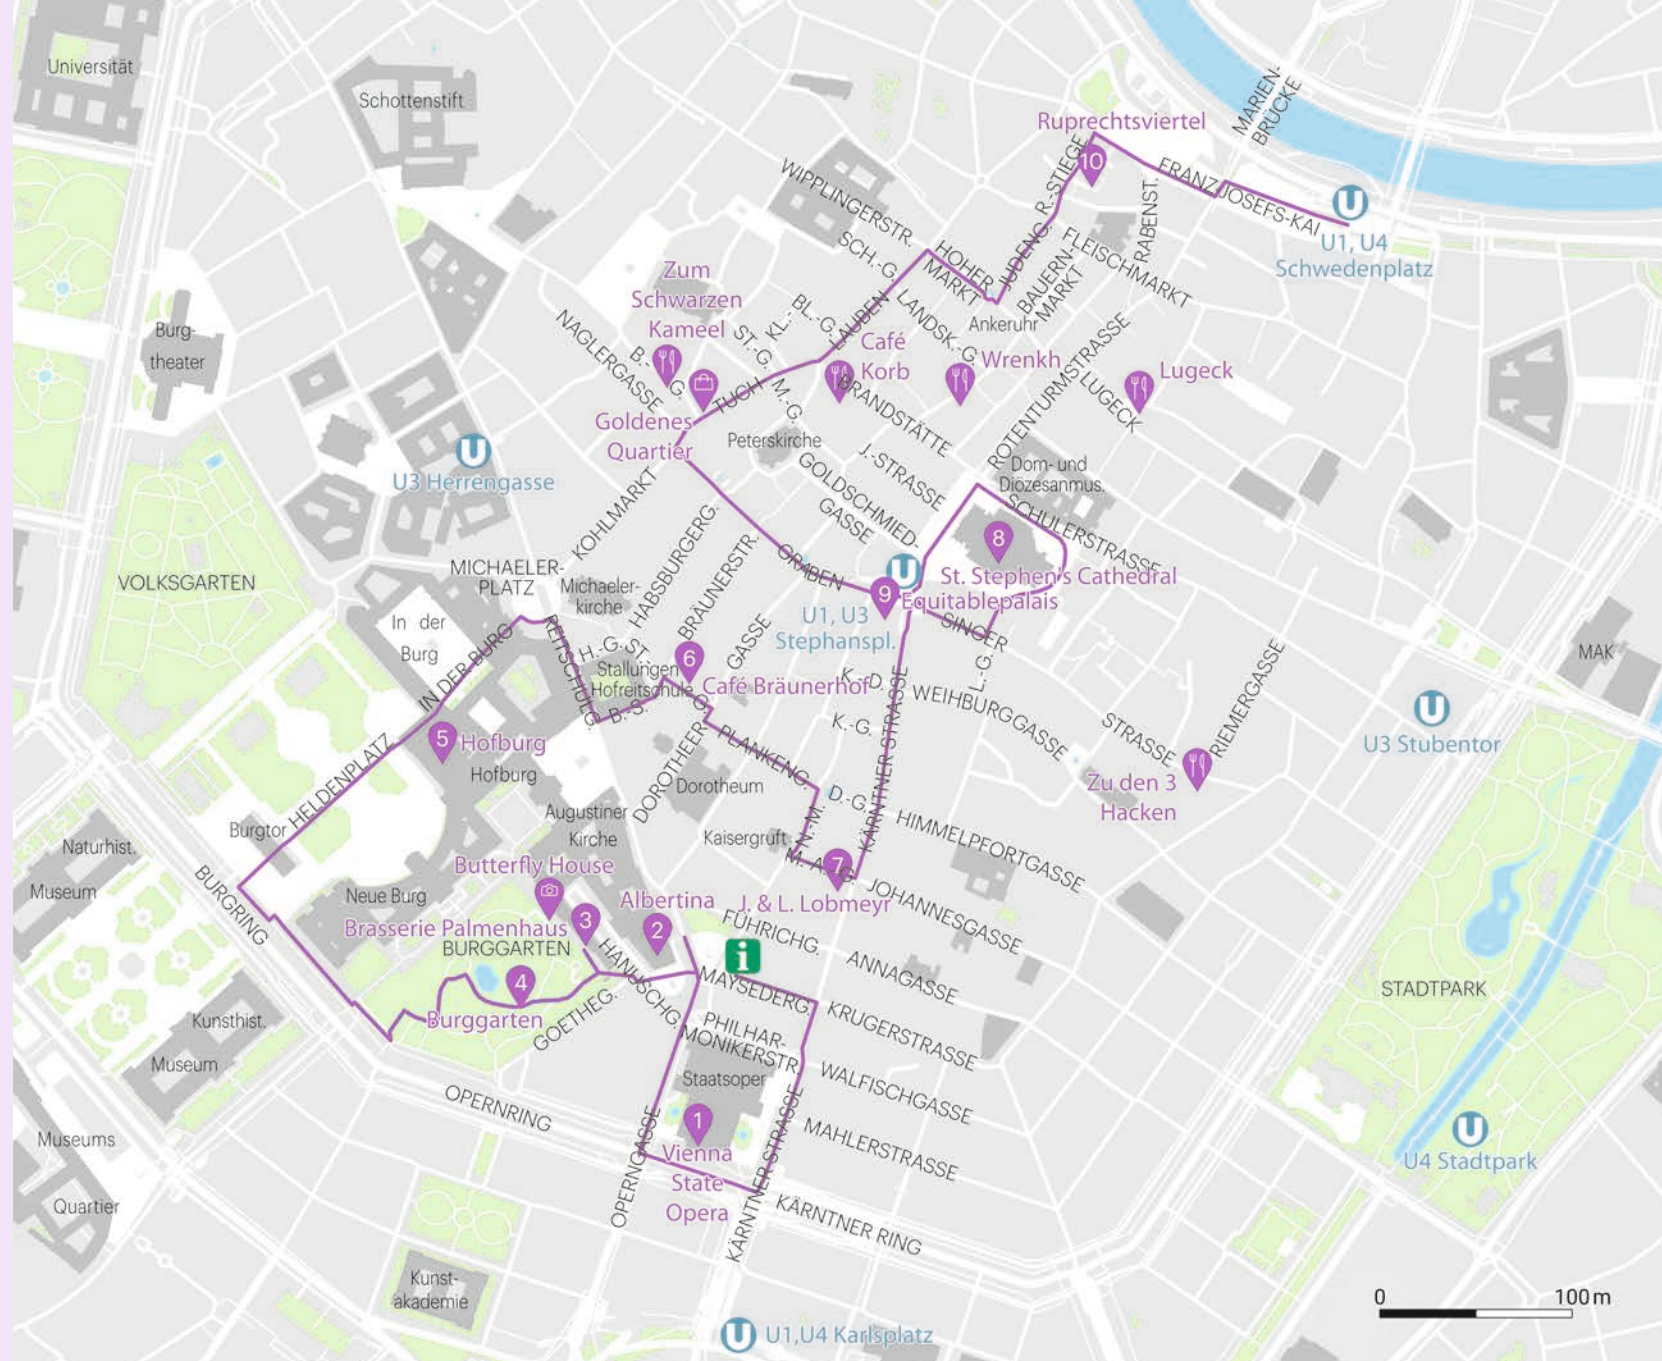 Universität
Schottenstift
MARIEN-
BRÜCKE
Ruprechtsviertel
10
FRANZ JOSEFS-KAI
U
U1, U4
Schwedenplatz
WIPPLINGERSTR.
SCH.-G.
HOHER
MARKT
JUDENG.
R.-STIEGE
RABENST.
FLEISCHMARKT
BAUERN-
MARKT
Ankeruhr
LANDSK.-G.
Zum
Schwarzen
Kameel
BL.-G.
KL.-
ST.-G.
LAUBEN
TUCH
M.-G.
Café
Korb
Wrenkh
ROTENTURMSTRASSE
LUGECK
Lugeck
Burg-
theater
NAGLERGASSE
B.-
G.
Goldenes
Quartier
BRANDSTÄTTE
Peterskirche
J.-STRASSE
GOLDSCHMIED-
GASSE
Dom- und
Diözesanmus.
SCHULERSTRASSE
U
U3 Herrengasse
KOHLMARKT
HABSBURGERG.
BRÄUNERSTR.
GRABEN
8
St. Stephen's Cathedral
U
9
Equitablepalais
U1, U3
Stephanspl.
SINGER
L.-G.
STRASSE
VOLKSGARTEN
MICHAELER-
PLATZ
Michaeler-
kirche
In der
Burg
IN DER BURG
REITSCHULG.
H.-G.
ST.
Stallungen
Hofreitschule
B.-S.
6
Café Bräunerhof
GASSE
G.
DOROTHEER
PLANKENG.
Dorotheum
K.-D.
K.-G.
D.-G.
WEIHBURGGASSE
RIEMERGASSE
Zu den 3
Hacken
MAK
U
U3 Stubentor
5
Hofburg
Hofburg
HELDENPLATZ
Burgtor
Augustiner
Kirche
Kaisergruft
N.-M.
M.-A.-G.
7
J. & L. Lobmeyr
KÄRNTNER STRASSE
HIMMELPFORTGASSE
JOHANNESGASSE
Naturhist.
Museum
BURGRING
Neue Burg
Butterfly House
Brasserie Palmenhaus
3
BURGGARTEN
Albertina
2
FÜHRICHG.
ANNAGASSE
i
HANUSCHG.
4
Burggarten
GOETHEG.
MAYSEDERG.
KRUGERSTRASSE
PHILHAR-
MONIKERSTR.
WALFISCHGASSE
Kunsthist.
Museum
STADTPARK
Staatsoper
1
Vienna
State
Opera
OPERNRING
OPERNGASSE
KÄRNTNER STRASSE
MAHLERSTRASSE
KÄRNTNER RING
Museums
Quartier
U
U4 Stadtpark
Kunst-
akademie
0 100 m
U
U1,U4 Karlsplatz